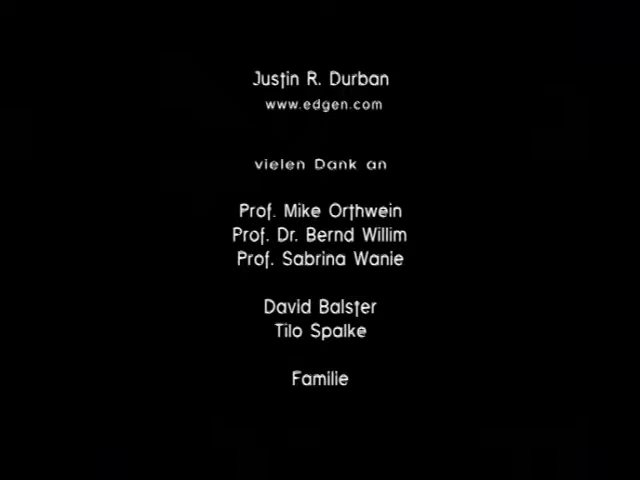 Justin R. Durban
www.edgen.com
vielen Dank an
Prof. Mike Orthwein
Prof. Dr. Bernd Willim
Prof. Sabrina Wanie
David Balster
Tilo Spalke
Familie